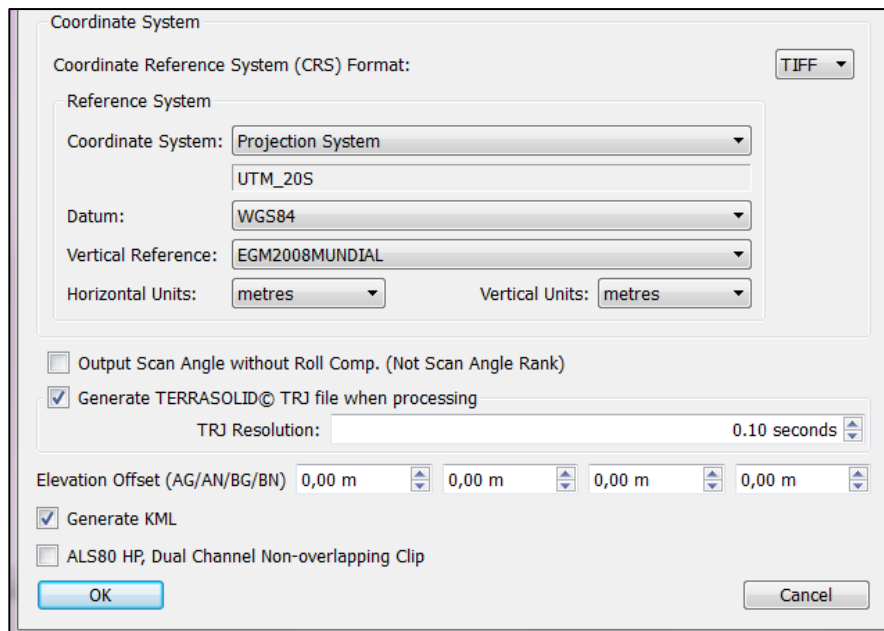 Coordinate System
Coordinate Reference System (CRS) Format: TIFF
Reference System
Coordinate System: Projection System
UTM_20S
Datum: WGS84
Vertical Reference: EGM2008MUNDIAL
Horizontal Units: metres Vertical Units: metres
Output Scan Angle without Roll Comp. (Not Scan Angle Rank)
Generate TERRASOLID© TRJ file when processing
TRJ Resolution: 0.10 seconds
Elevation Offset (AG/AN/BG/BN) 0,00 m 0,00 m 0,00 m 0,00 m
Generate KML
ALS80 HP, Dual Channel Non-overlapping Clip
OK Cancel